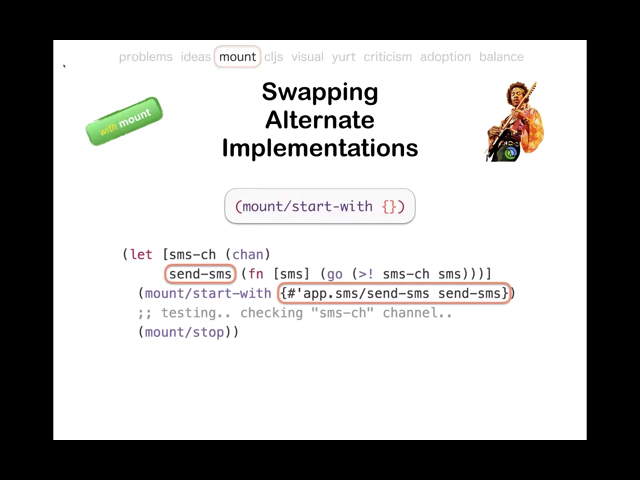 problems ideas mount cljs visual yurt criticism adoption balance
with mount
Swapping
Alternate
Implementations
(mount/start-with {})
(let [sms-ch (chan)
send-sms (fn [sms] (go (>! sms-ch sms)))]
(mount/start-with {#'app.sms/send-sms send-sms})
;; testing.. checking "sms-ch" channel..
(mount/stop))